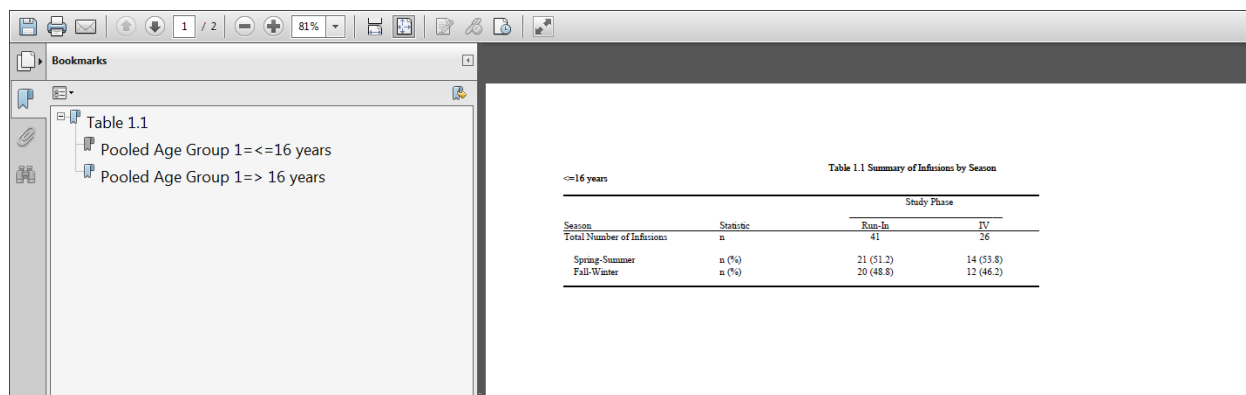 1 / 2 81%
Bookmarks
Table 1.1
Pooled Age Group 1=<=16 years
Pooled Age Group 1=> 16 years
Table 1.1 Summary of Infusions by Season
<=16 years
Study Phase
Season Statistic Run-In IV
Total Number of Infusions n 41 26
Spring-Summer n (%) 21 (51.2) 14 (53.8)
Fall-Winter n (%) 20 (48.8) 12 (46.2)